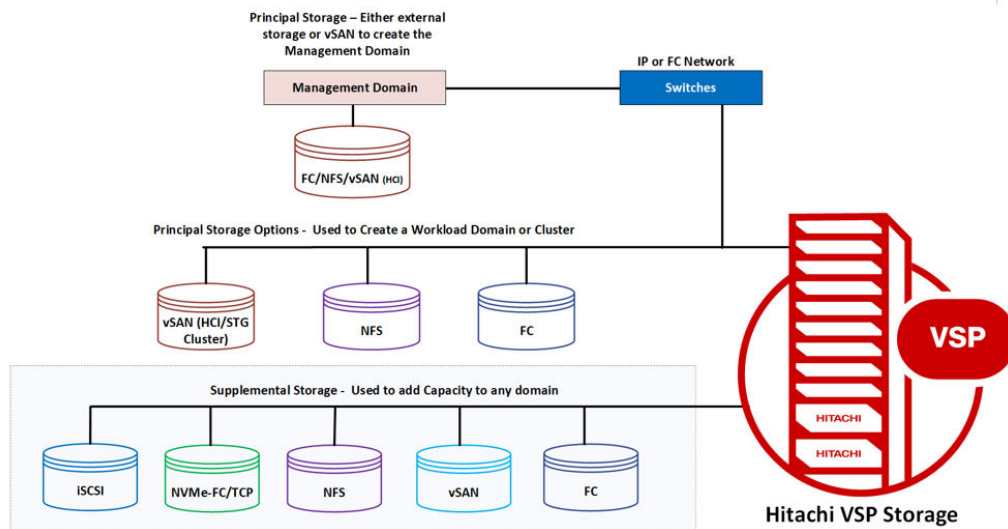 Principal Storage – Either external
storage or vSAN to create the
Management Domain
IP or FC Network
Management Domain
Switches
FC/NFS/vSAN (HCI)
Principal Storage Options - Used to Create a Workload Domain or Cluster
vSAN (HCI/STG
Cluster)
NFS
FC
VSP
Supplemental Storage - Used to add Capacity to any domain
HITACHI
HITACHI
iSCSI
NVMe-FC/TCP
NFS
vSAN
FC
Hitachi VSP Storage